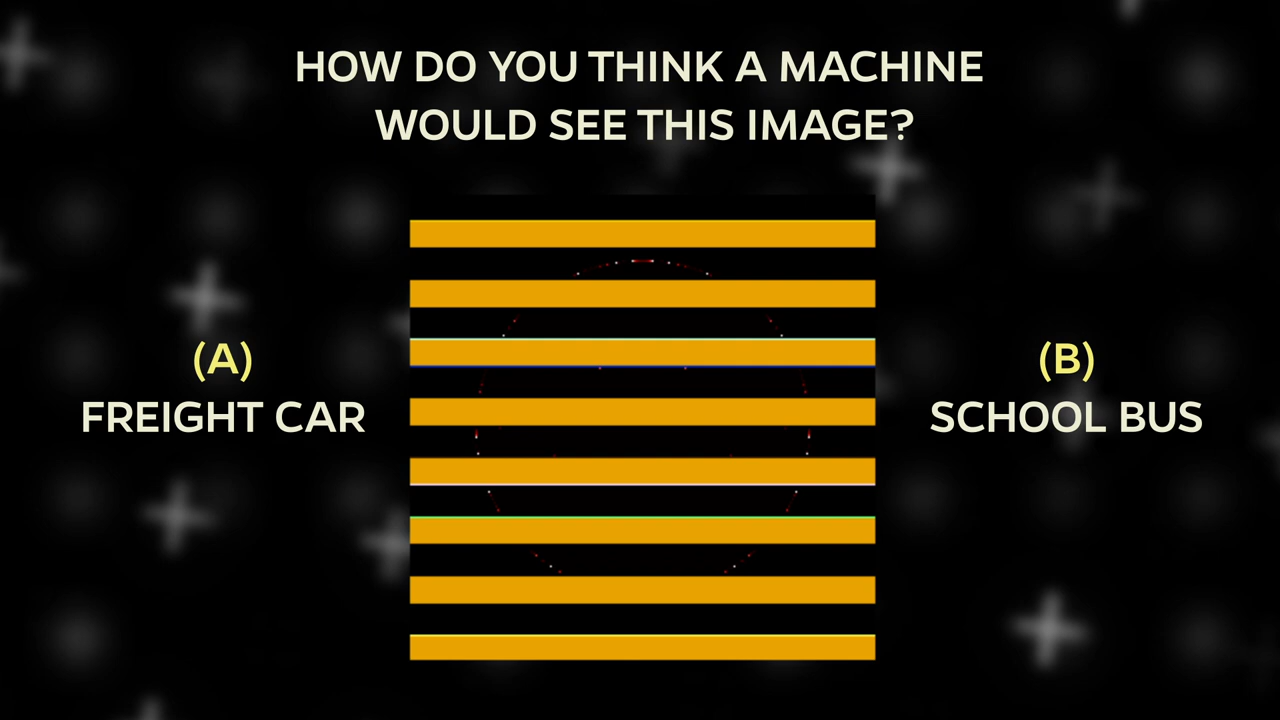 HOW DO YOU THINK A MACHINE
WOULD SEE THIS IMAGE?
(A)
FREIGHT CAR
(B)
SCHOOL BUS